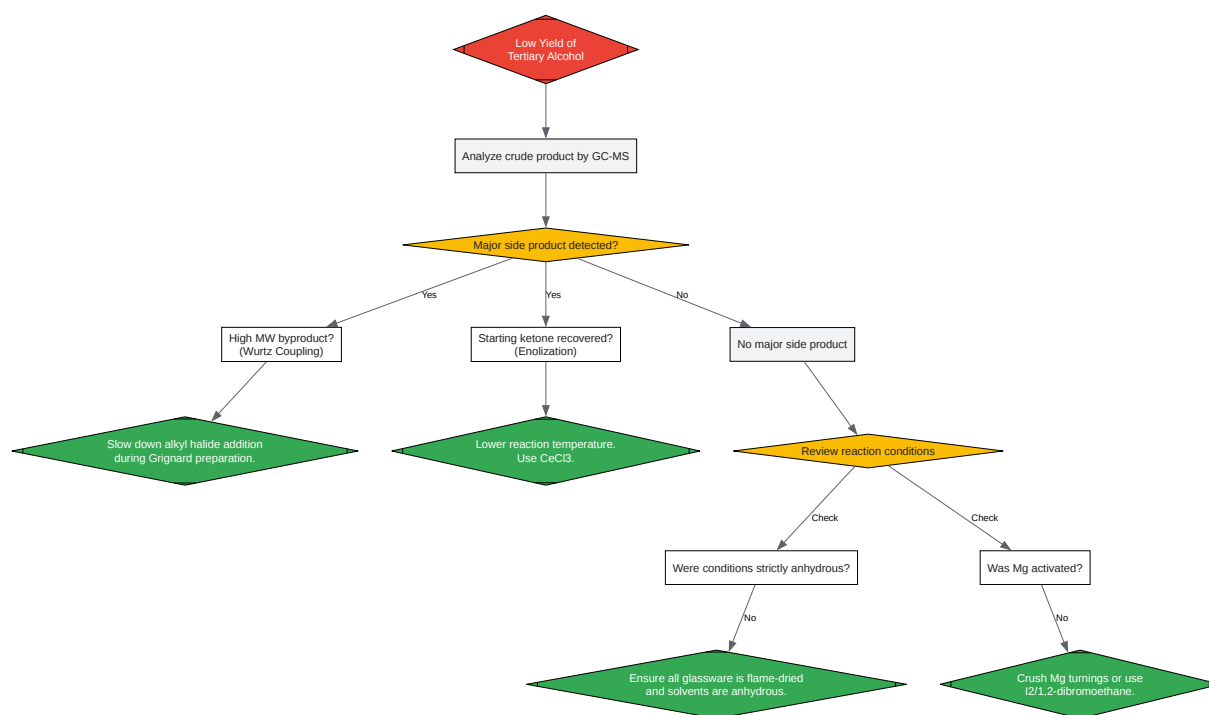 Low Yield of
Tertiary Alcohol
Analyze crude product by GC-MS
Major side product detected?
Yes
Yes
No
High MW byproduct?
(Wurtz Coupling)
Starting ketone recovered?
(Enolization)
No major side product
Slow down alkyl halide addition
during Grignard preparation.
Lower reaction temperature.
Use CeCl3.
Review reaction conditions
Check
Check
Were conditions strictly anhydrous?
Was Mg activated?
No
No
Ensure all glassware is flame-dried
and solvents are anhydrous.
Crush Mg turnings or use
I2/1,2-dibromoethane.